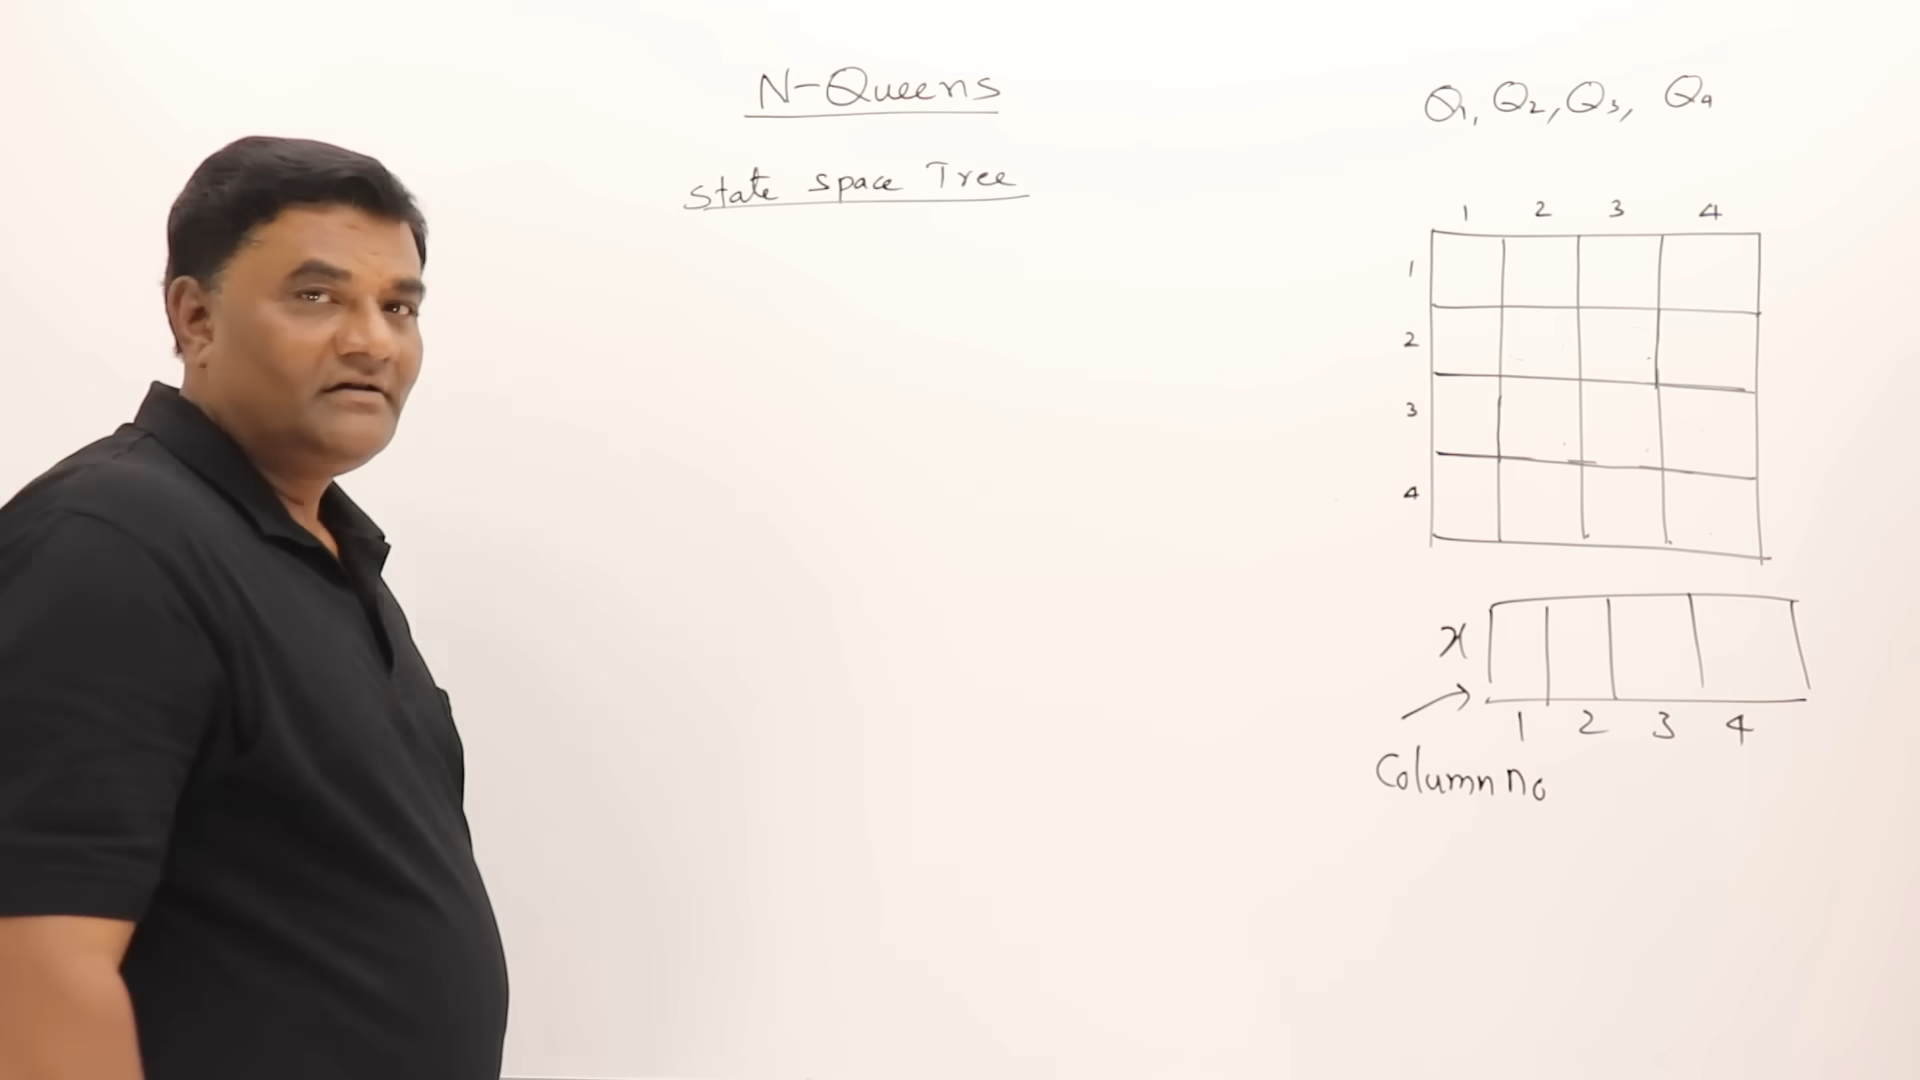 N-Queens
State Space Tree
Q1, Q2, Q3, Q4
1 2 3 4
1
2
3
4
x
1 2 3 4
Column no